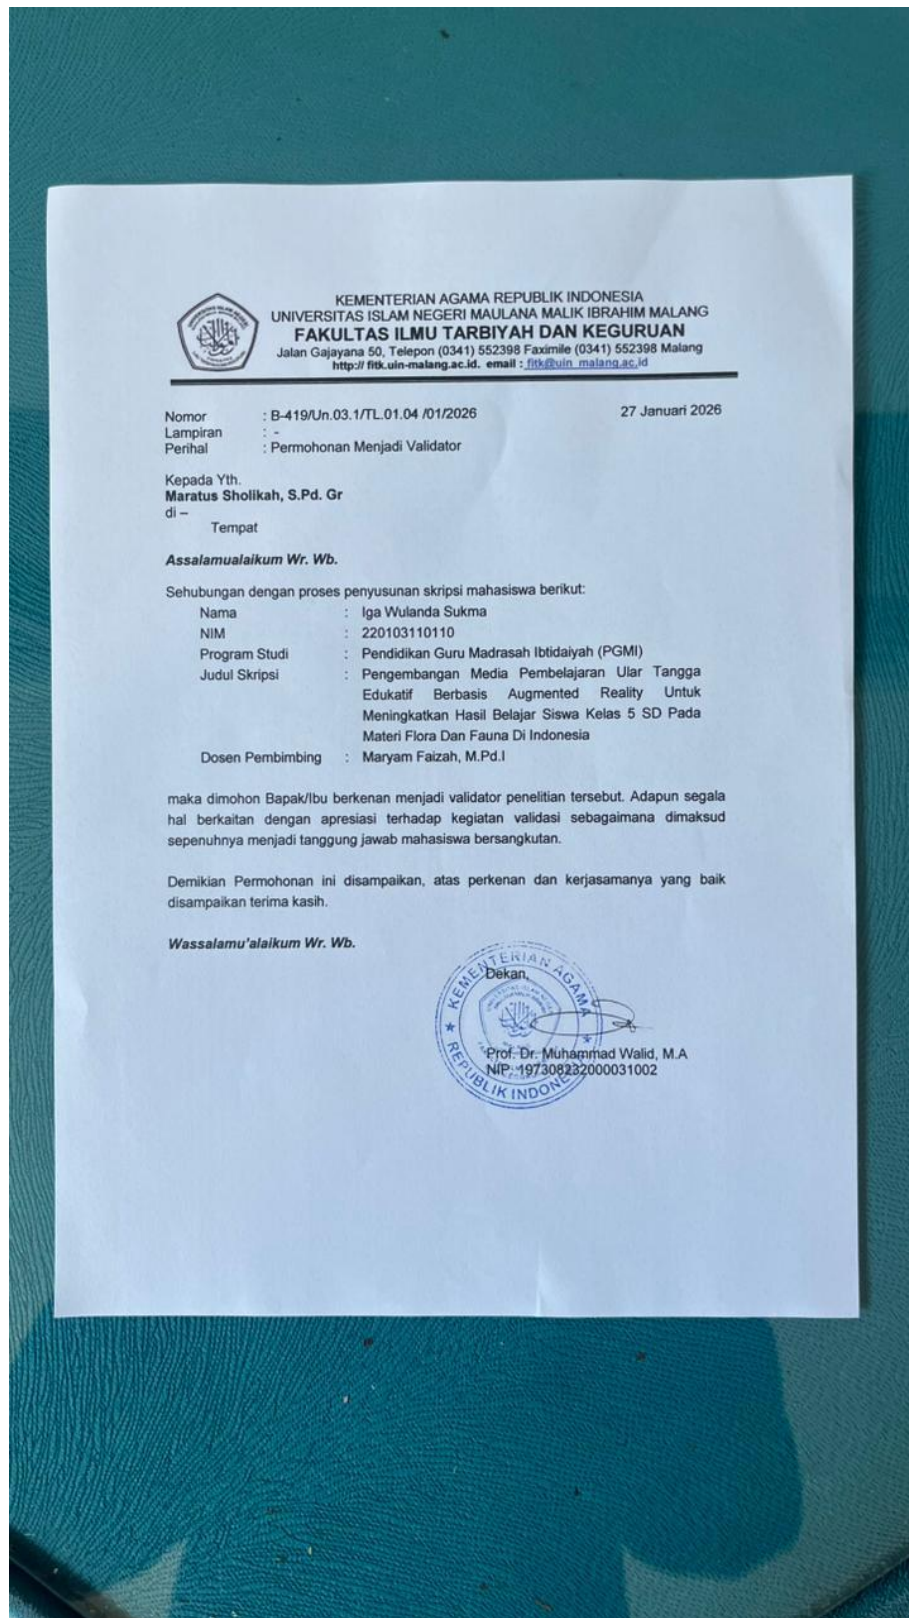 KEMENTERIAN AGAMA REPUBLIK INDONESIA
UNIVERSITAS ISLAM NEGERI MAULANA MALIK IBRAHIM MALANG
FAKULTAS ILMU TARBIYAH DAN KEGURUAN
Jalan Gajayana 50, Telepon (0341) 552398 Faximile (0341) 552398 Malang
http:// fitk.uin-malang.ac.id. email : fitk@uin_malang.ac.id
Nomor : B-419/Un.03.1/TL.01.04 /01/2026 27 Januari 2026
Lampiran : -
Perihal : Permohonan Menjadi Validator
Kepada Yth.
Maratus Sholikah, S.Pd. Gr
di –
Tempat
Assalamualaikum Wr. Wb.
Sehubungan dengan proses penyusunan skripsi mahasiswa berikut:
Nama : Iga Wulanda Sukma
NIM : 220103110110
Program Studi : Pendidikan Guru Madrasah Ibtidaiyah (PGMI)
Judul Skripsi : Pengembangan Media Pembelajaran Ular Tangga
Edukatif Berbasis Augmented Reality Untuk
Meningkatkan Hasil Belajar Siswa Kelas 5 SD Pada
Materi Flora Dan Fauna Di Indonesia
Dosen Pembimbing : Maryam Faizah, M.Pd.I
maka dimohon Bapak/Ibu berkenan menjadi validator penelitian tersebut. Adapun segala
hal berkaitan dengan apresiasi terhadap kegiatan validasi sebagaimana dimaksud
sepenuhnya menjadi tanggung jawab mahasiswa bersangkutan.
Demikian Permohonan ini disampaikan, atas perkenan dan kerjasamanya yang baik
disampaikan terima kasih.
Wassalamu'alaikum Wr. Wb.
KEMENTERIAN AGAMA
REPUBLIK INDONESIA
Dekan,
Prof. Dr. Muhammad Walid, M.A
NIP. 197308232000031002